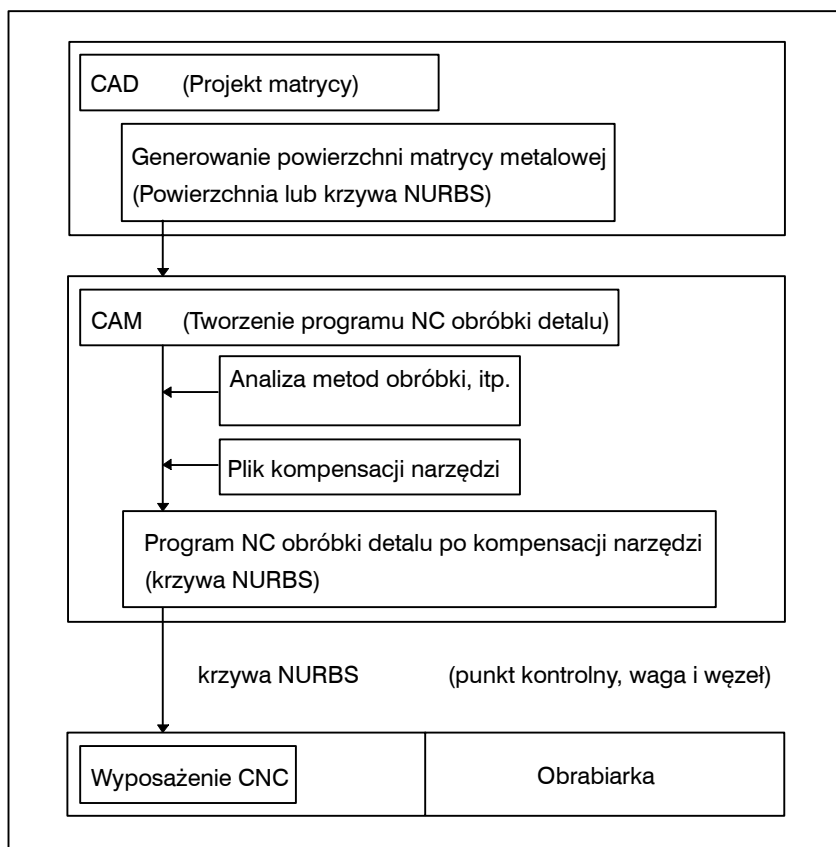 CAD (Projekt matrycy)
Generowanie powierzchni matrycy metalowej
(Powierzchnia lub krzywa NURBS)
CAM (Tworzenie programu NC obróbki detalu)
Analiza metod obróbki, itp.
Plik kompensacji narzędzi
Program NC obróbki detalu po kompensacji narzędzi
(krzywa NURBS)
krzywa NURBS (punkt kontrolny, waga i węzeł)
Wyposażenie CNC Obrabiarka